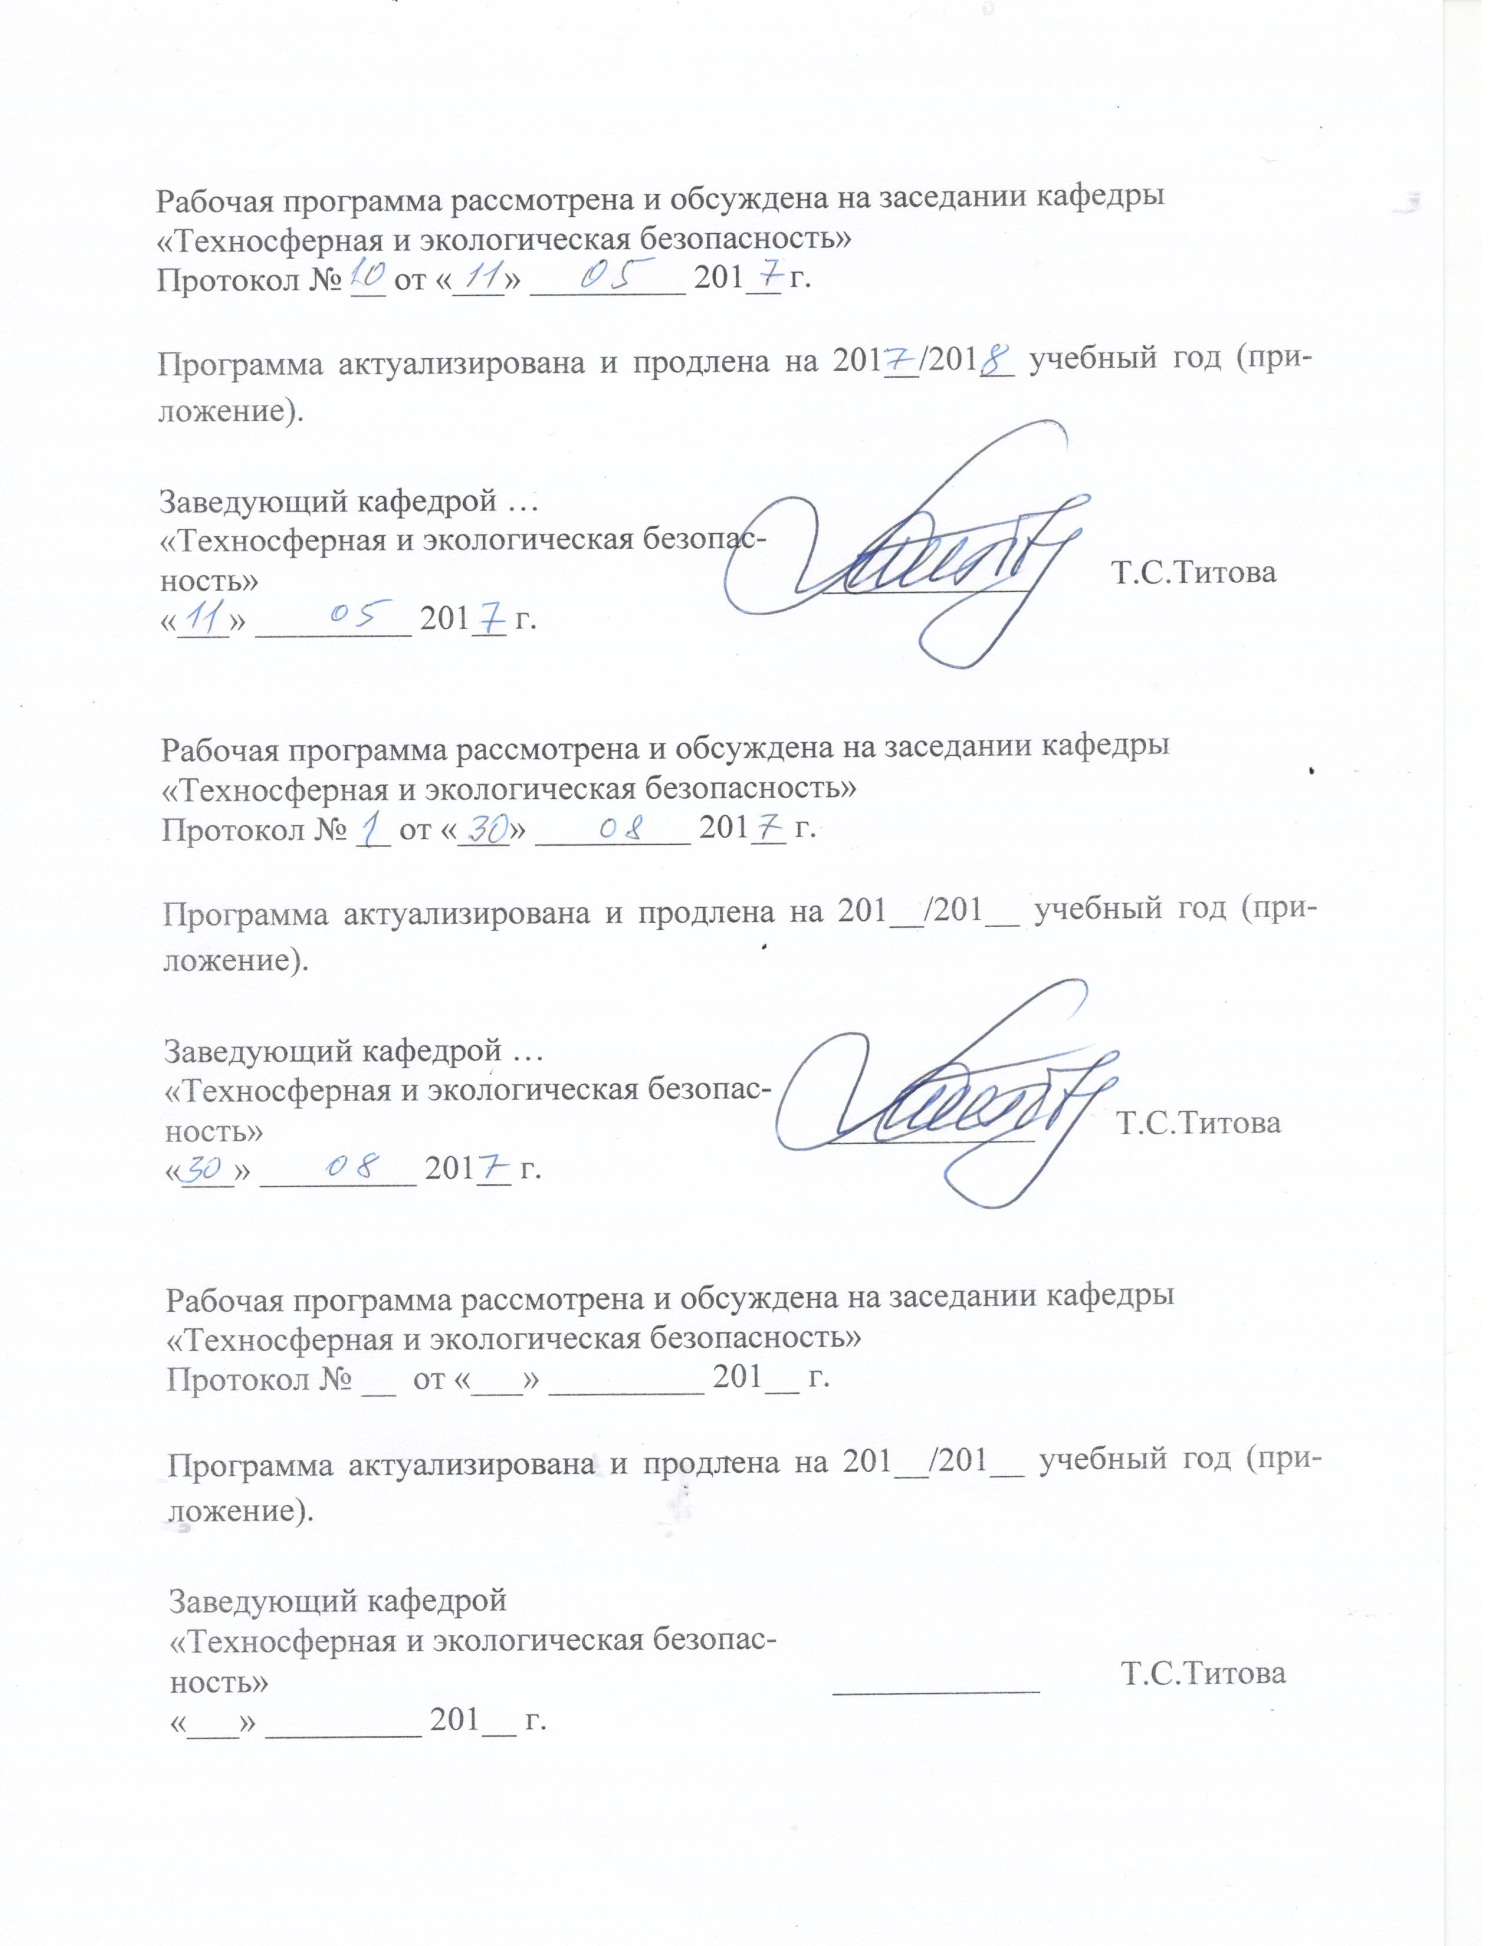 Рабочая программа рассмотрена и обсуждена на заседании кафедры
«Техносферная и экологическая безопасность»
Протокол № 10 от «11» 05 2017 г.
Программа актуализирована и продлена на 2017/2018 учебный год (при-
ложение).
Заведующий кафедрой …
«Техносферная и экологическая безопас-
ность»
Т.С.Титова
«11» 05 2017 г.
Рабочая программа рассмотрена и обсуждена на заседании кафедры
«Техносферная и экологическая безопасность»
Протокол № 1 от «30» 08 2017 г.
Программа актуализирована и продлена на 201__/201__ учебный год (при-
ложение).
Заведующий кафедрой …
«Техносферная и экологическая безопас-
ность»
Т.С.Титова
«30» 08 2017 г.
Рабочая программа рассмотрена и обсуждена на заседании кафедры
«Техносферная и экологическая безопасность»
Протокол № __ от «___» _________ 201__ г.
Программа актуализирована и продлена на 201__/201__ учебный год (при-
ложение).
Заведующий кафедрой
«Техносферная и экологическая безопас-
ность» ____________ Т.С.Титова
«___» _________ 201__ г.